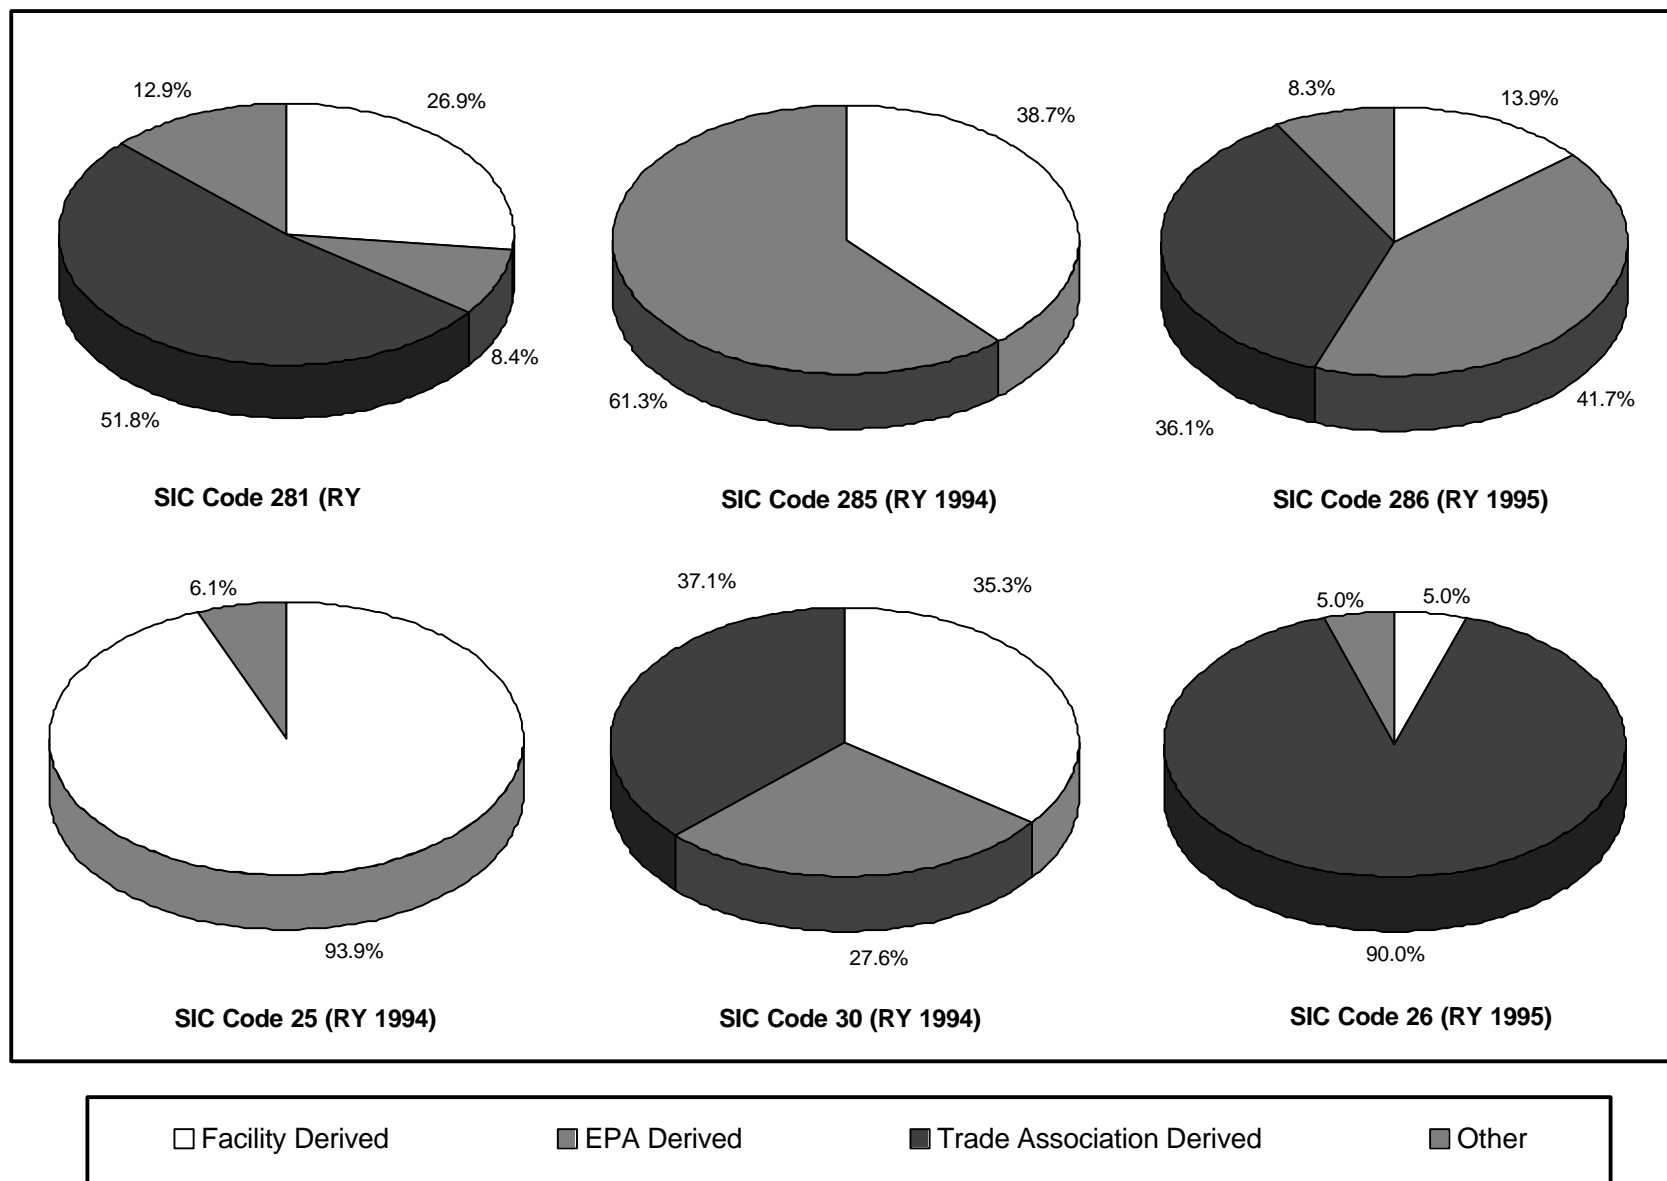 12.9%
26.9%
8.4%
51.8%
SIC Code 281 (RY
38.7%
61.3%
SIC Code 285 (RY 1994)
8.3%
13.9%
41.7%
36.1%
SIC Code 286 (RY 1995)
6.1%
93.9%
SIC Code 25 (RY 1994)
37.1%
35.3%
27.6%
SIC Code 30 (RY 1994)
5.0%
5.0%
90.0%
SIC Code 26 (RY 1995)
Facility Derived
EPA Derived
Trade Association Derived
Other